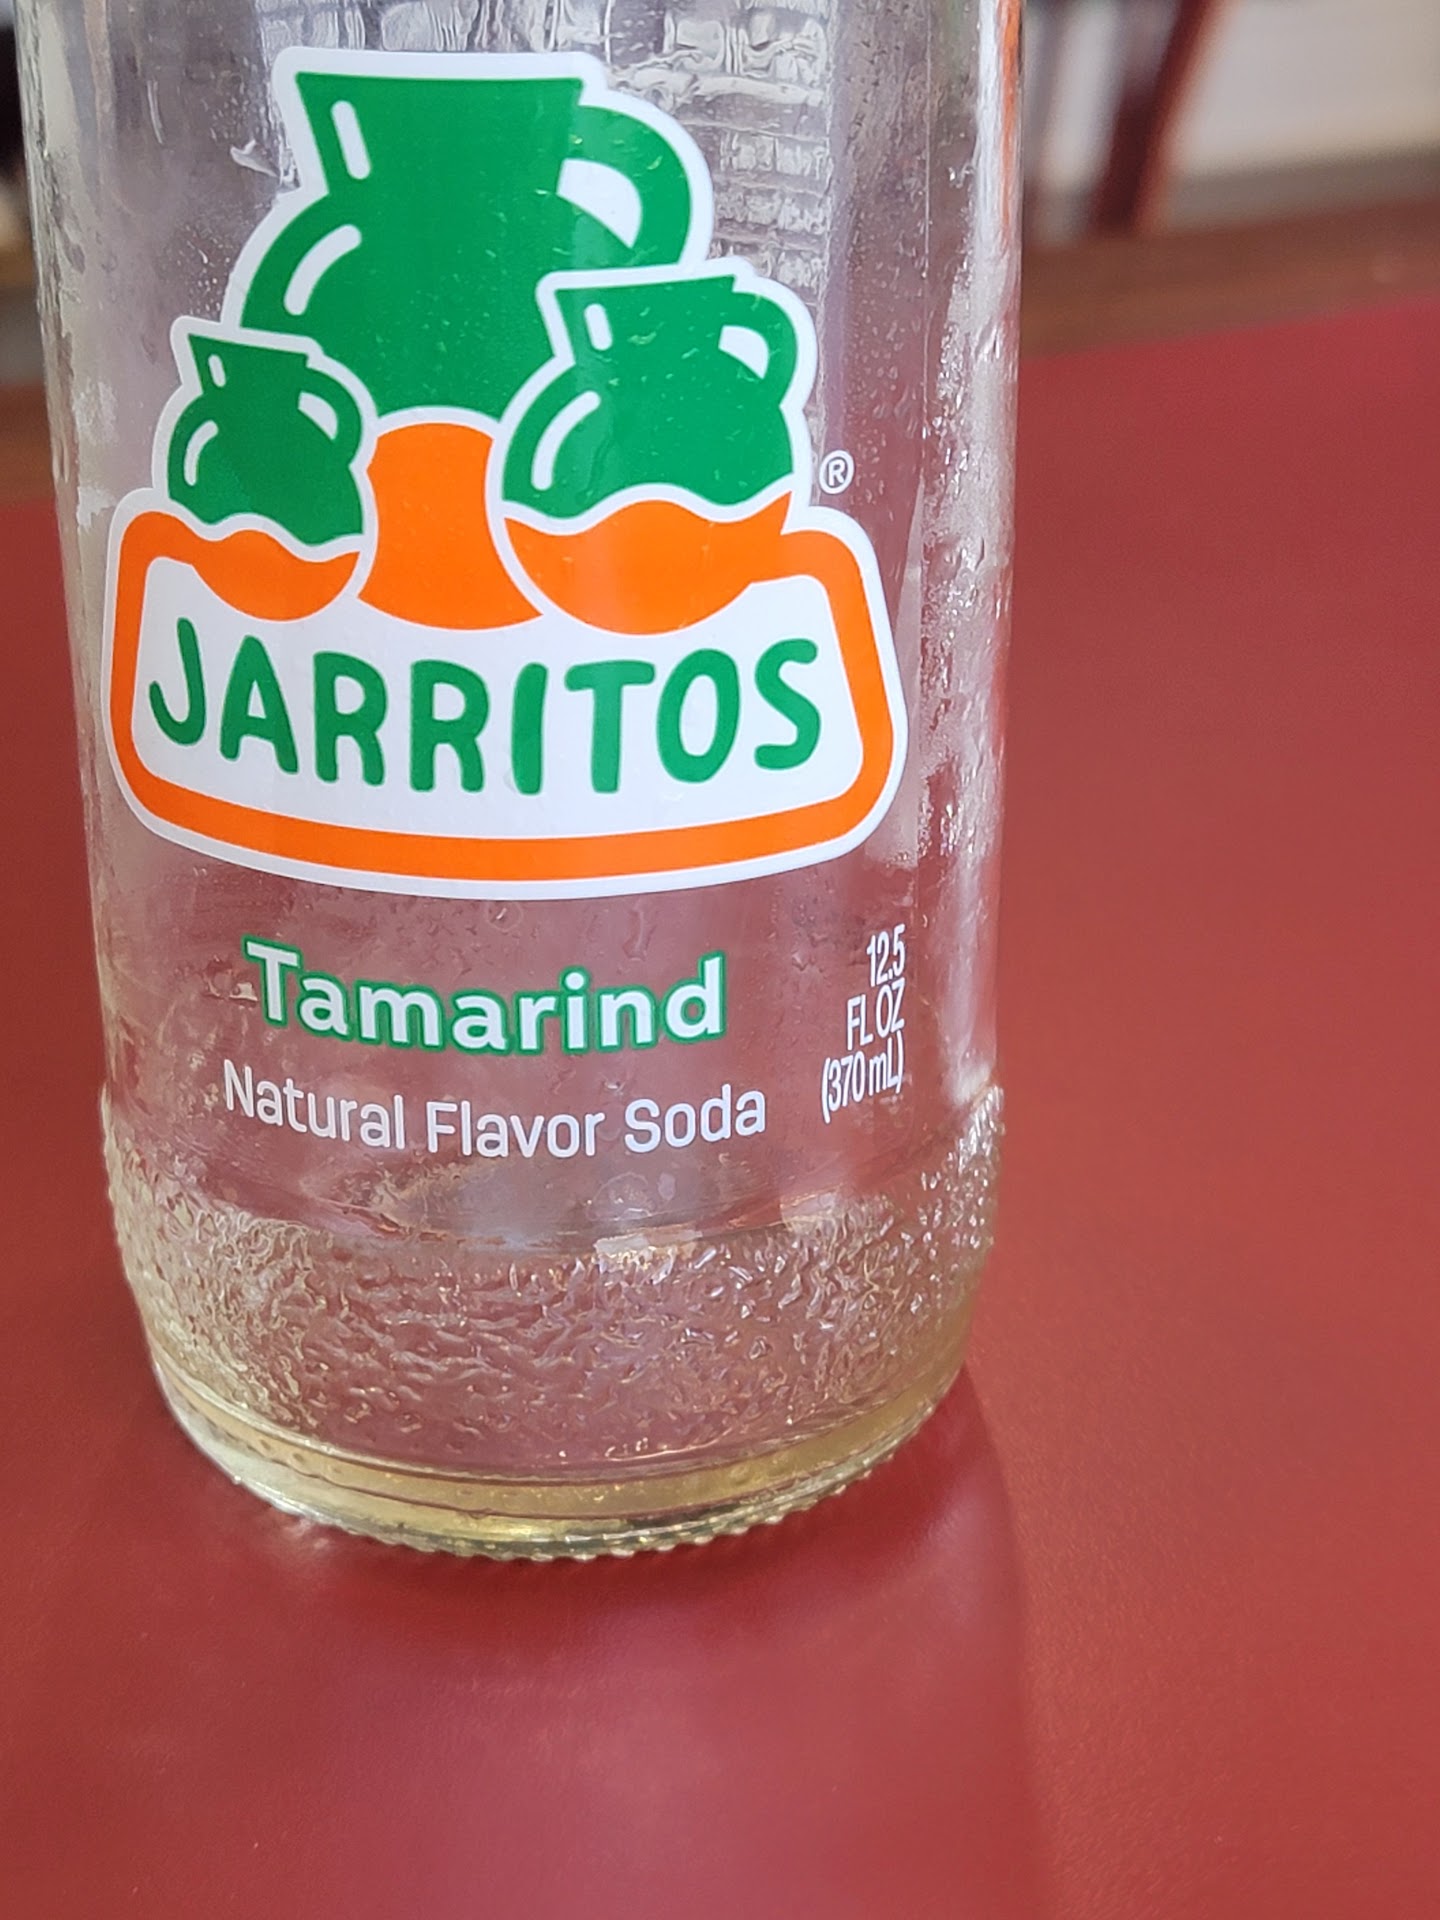 ®
JARRITOS
Tamarind
Natural Flavor Soda
12.5
FL OZ
(370 mL)